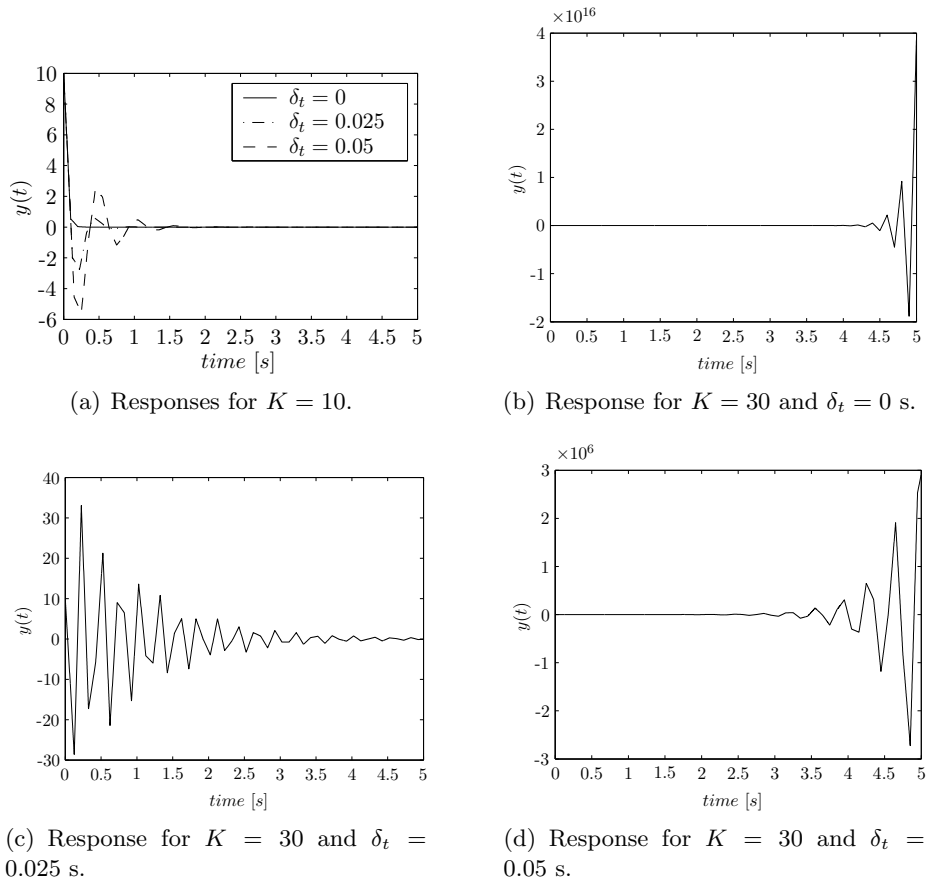 10
8
6
4
2
0
-2
-4
-6
y(t)
δt = 0
δt = 0.025
δt = 0.05
0 0.5 1 1.5 2 2.5 3 3.5 4 4.5 5
time [s]
(a) Responses for K = 10.
×10^16
4
3
2
1
0
-1
-2
y(t)
0 0.5 1 1.5 2 2.5 3 3.5 4 4.5 5
time [s]
(b) Response for K = 30 and δt = 0 s.
40
30
20
10
0
-10
-20
-30
y(t)
0 0.5 1 1.5 2 2.5 3 3.5 4 4.5 5
time [s]
(c) Response for K = 30 and δt =
0.025 s.
×10^6
3
2
1
0
-1
-2
-3
y(t)
0 0.5 1 1.5 2 2.5 3 3.5 4 4.5 5
time [s]
(d) Response for K = 30 and δt =
0.05 s.